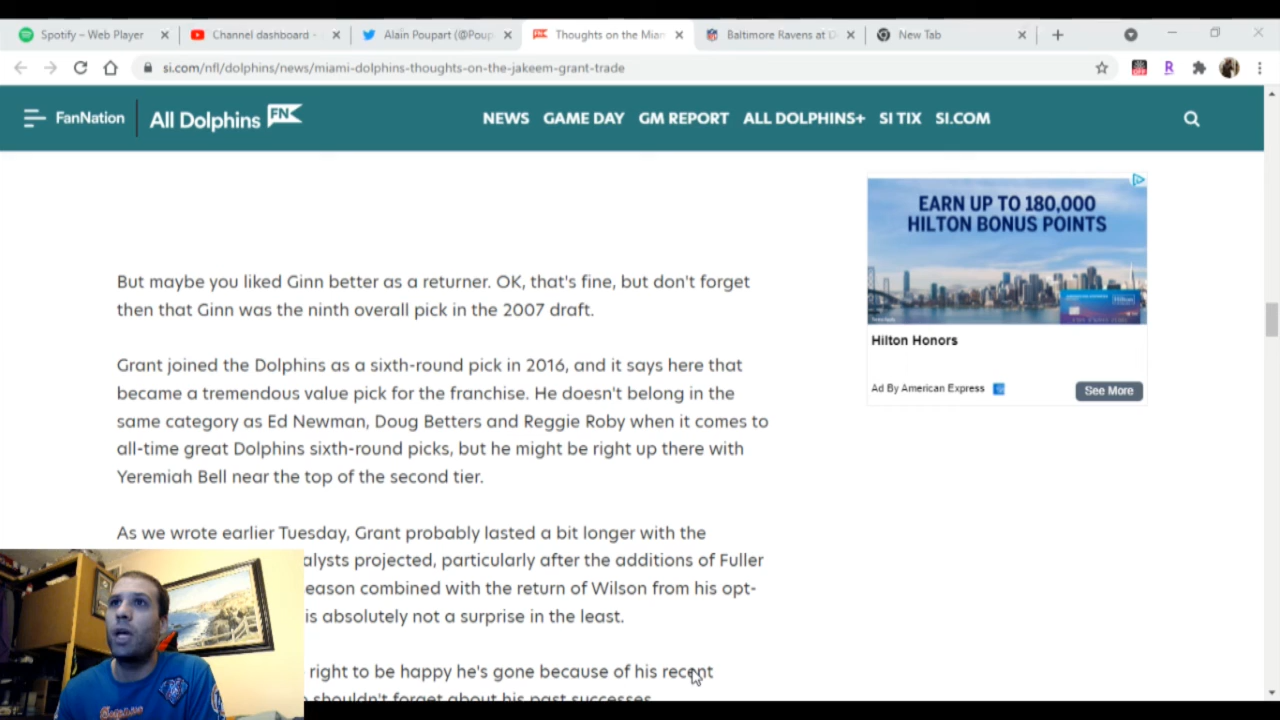 Spotify – Web Player
Channel dashboard -
Alain Poupart (@Poup
Thoughts on the Mian
Baltimore Ravens at D
New Tab
si.com/nfl/dolphins/news/miami-dolphins-thoughts-on-the-jakeem-grant-trade
OFF
R
FanNation
All Dolphins FN
NEWS GAME DAY GM REPORT ALL DOLPHINS+ SI TIX SI.COM
EARN UP TO 180,000
HILTON BONUS POINTS
Hilton Honors
Ad By American Express
See More
But maybe you liked Ginn better as a returner. OK, that's fine, but don't forget
then that Ginn was the ninth overall pick in the 2007 draft.
Grant joined the Dolphins as a sixth-round pick in 2016, and it says here that
became a tremendous value pick for the franchise. He doesn't belong in the
same category as Ed Newman, Doug Betters and Reggie Roby when it comes to
all-time great Dolphins sixth-round picks, but he might be right up there with
Yeremiah Bell near the top of the second tier.
As we wrote earlier Tuesday, Grant probably lasted a bit longer with the
alysts projected, particularly after the additions of Fuller
eason combined with the return of Wilson from his opt-
is absolutely not a surprise in the least.
right to be happy he's gone because of his recent
shouldn't forget about his past successes.